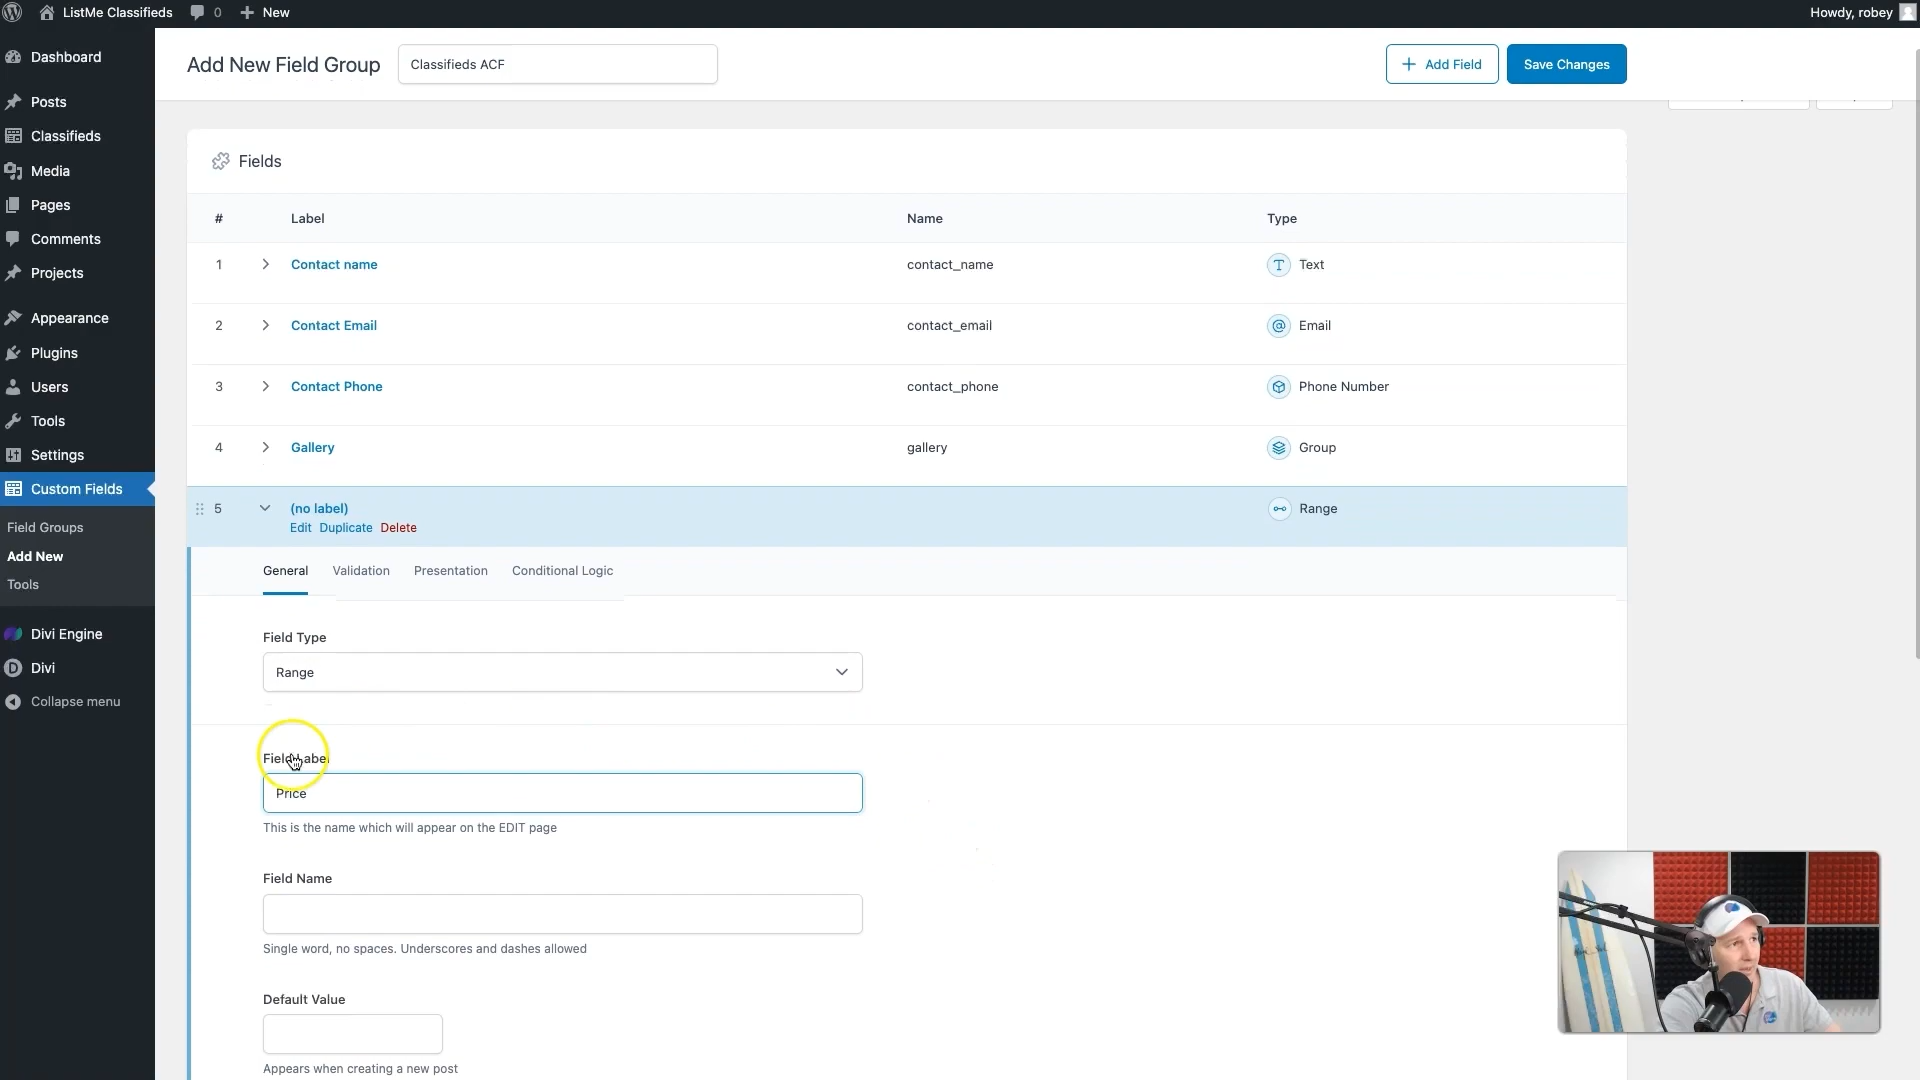 ListMe Classifieds 0 New Howdy, robey
Dashboard
Posts
Classifieds
Media
Pages
Comments
Projects
Appearance
Plugins
Users
Tools
Settings
Custom Fields
Field Groups
Add New
Tools
Divi Engine
Divi
Collapse menu
Add New Field Group Classifieds ACF Add Field Save Changes
Fields
# Label Name Type
1 Contact name contact_name Text
2 Contact Email contact_email Email
3 Contact Phone contact_phone Phone Number
4 Gallery gallery Group
5 (no label) Range
Edit Duplicate Delete
General Validation Presentation Conditional Logic
Field Type
Range
Field Label
Price
This is the name which will appear on the EDIT page
Field Name
Single word, no spaces. Underscores and dashes allowed
Default Value
Appears when creating a new post